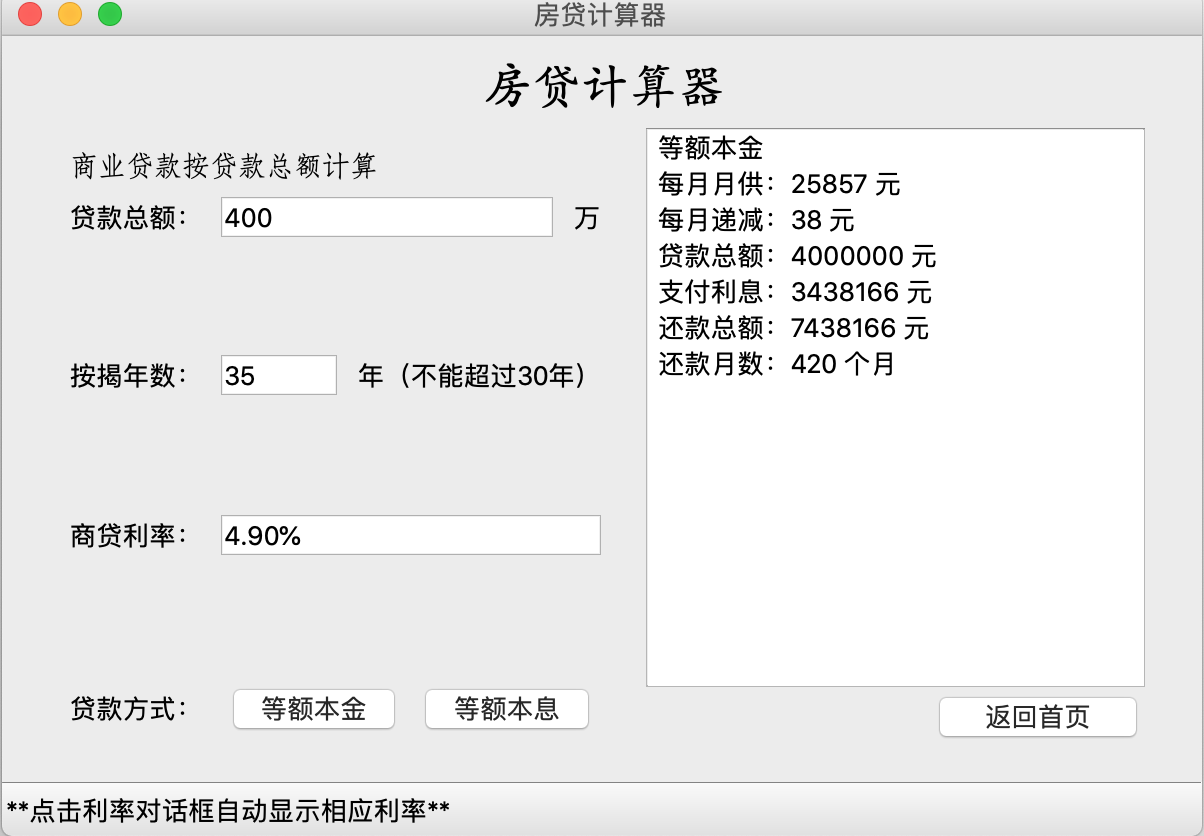 房贷计算器
房贷计算器
商业贷款按贷款总额计算
贷款总额： 400 万
按揭年数： 35 年（不能超过30年）
商贷利率： 4.90%
贷款方式： 等额本金 等额本息
等额本金
每月月供：25857 元
每月递减：38 元
贷款总额：4000000 元
支付利息：3438166 元
还款总额：7438166 元
还款月数：420 个月
返回首页
**点击利率对话框自动显示相应利率**